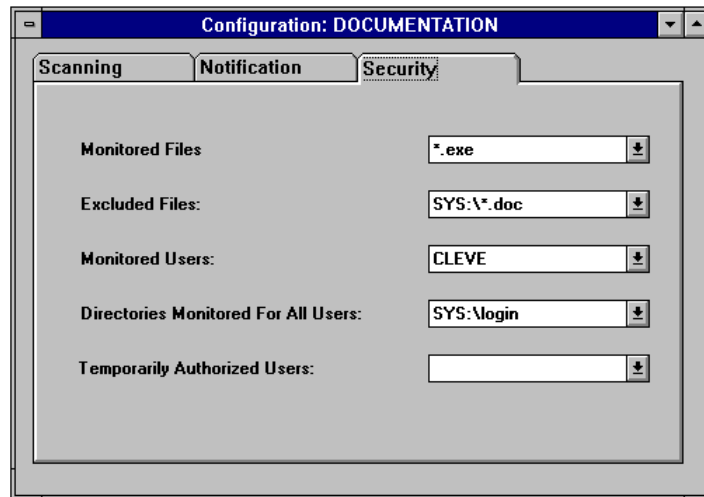 Configuration: DOCUMENTATION
Scanning Notification Security
Monitored Files *.exe
Excluded Files: SYS:\*.doc
Monitored Users: CLEVE
Directories Monitored For All Users: SYS:\login
Temporarily Authorized Users: